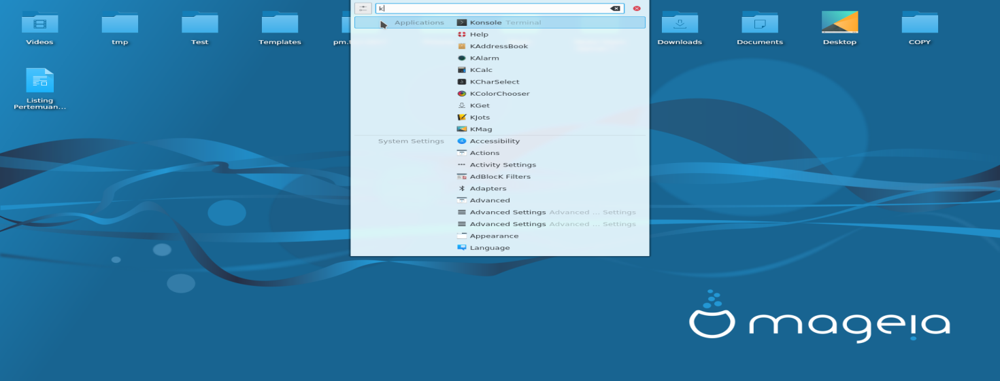 k
Videos
tmp
Test
Templates
pm.
Downloads
Documents
Desktop
COPY
Listing
Pertemuan...
Applications
Konsole Terminal
Help
KAddressBook
KAlarm
KCalc
KCharSelect
KColorChooser
KGet
KJots
KMag
System Settings
Accessibility
Actions
Activity Settings
AdBlocK Filters
Adapters
Advanced
Advanced Settings Advanced ... Settings
Advanced Settings Advanced ... Settings
Appearance
Language
mageia